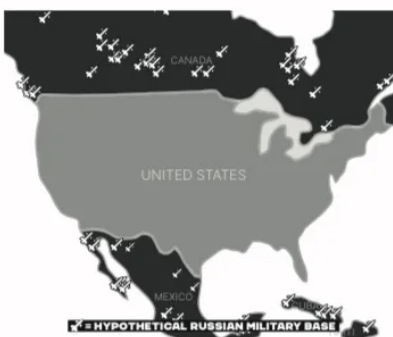 CANADA
UNITED STATES
MEXICO
= HYPOTHETICAL RUSSIAN MILITARY BASE